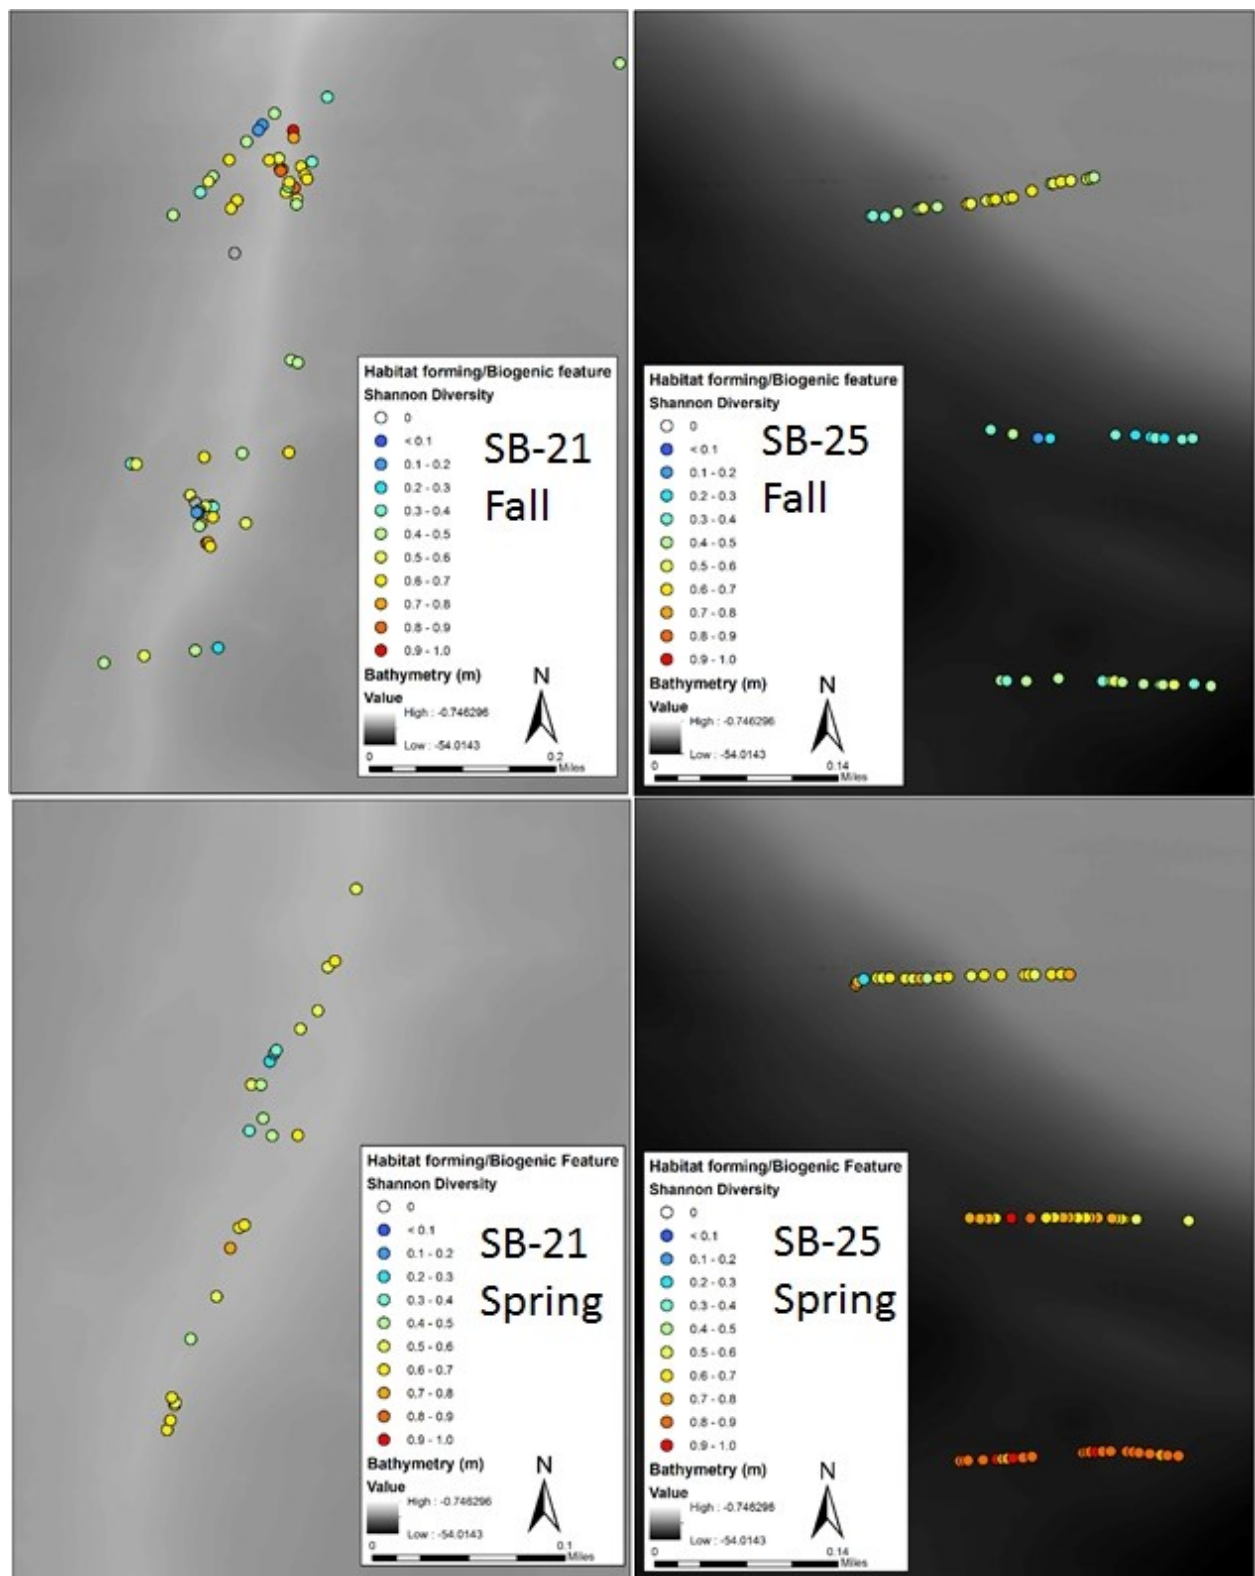 Habitat forming/Biogenic feature
Shannon Diversity
0
< 0.1
0.1 - 0.2
0.2 - 0.3
0.3 - 0.4
0.4 - 0.5
0.5 - 0.6
0.6 - 0.7
0.7 - 0.8
0.8 - 0.9
0.9 - 1.0
SB-21
Fall
Bathymetry (m)
Value
High : -0.746296
Low : -54.0143
N
0 0.2
Miles
Habitat forming/Biogenic feature
Shannon Diversity
0
< 0.1
0.1 - 0.2
0.2 - 0.3
0.3 - 0.4
0.4 - 0.5
0.5 - 0.6
0.6 - 0.7
0.7 - 0.8
0.8 - 0.9
0.9 - 1.0
SB-25
Fall
Bathymetry (m)
Value
High : -0.746296
Low : -54.0143
N
0 0.14
Miles
Habitat forming/Biogenic Feature
Shannon Diversity
0
< 0.1
0.1 - 0.2
0.2 - 0.3
0.3 - 0.4
0.4 - 0.5
0.5 - 0.6
0.6 - 0.7
0.7 - 0.8
0.8 - 0.9
0.9 - 1.0
SB-21
Spring
Bathymetry (m)
Value
High : -0.746296
Low : -54.0143
N
0 0.1
Miles
Habitat forming/Biogenic Feature
Shannon Diversity
0
< 0.1
0.1 - 0.2
0.2 - 0.3
0.3 - 0.4
0.4 - 0.5
0.5 - 0.6
0.6 - 0.7
0.7 - 0.8
0.8 - 0.9
0.9 - 1.0
SB-25
Spring
Bathymetry (m)
Value
High : -0.746296
Low : -54.0143
N
0 0.14
Miles